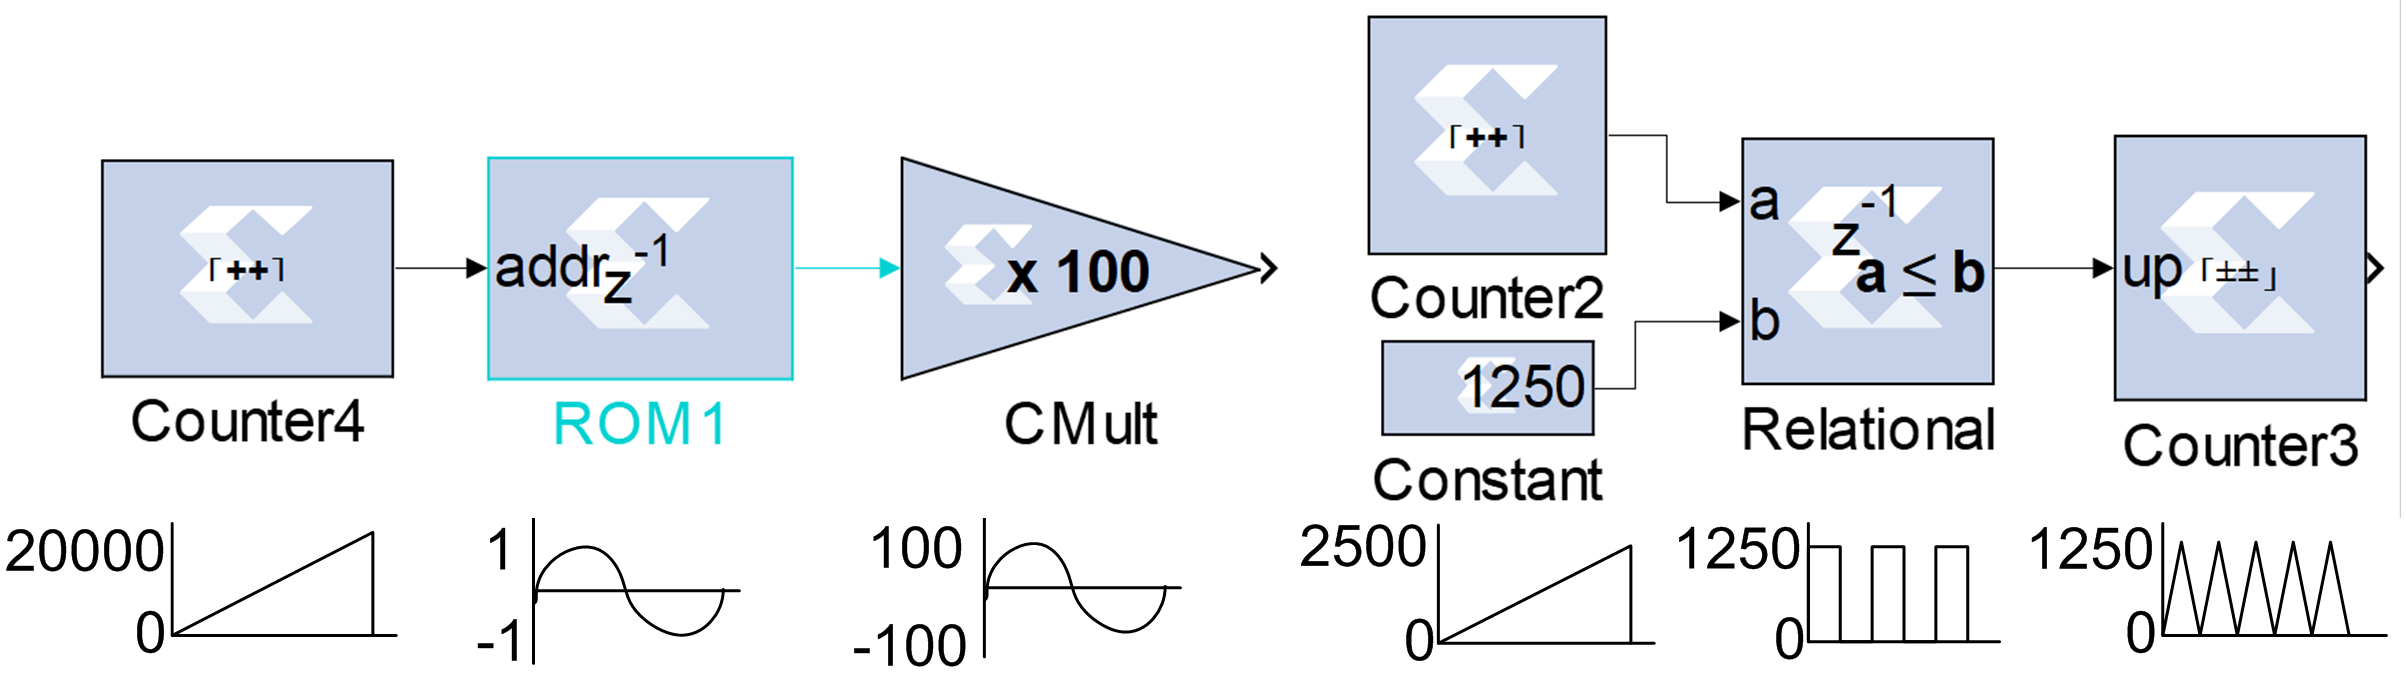 ⌈++⌉
Counter4
addr z-1
ROM1
x 100
CMult
⌈++⌉
Counter2
1250
Constant
a
b
z-1
a ≤ b
Relational
up ⌈±±⌋
Counter3
20000
0
1
-1
100
-100
2500
0
1250
0
1250
0